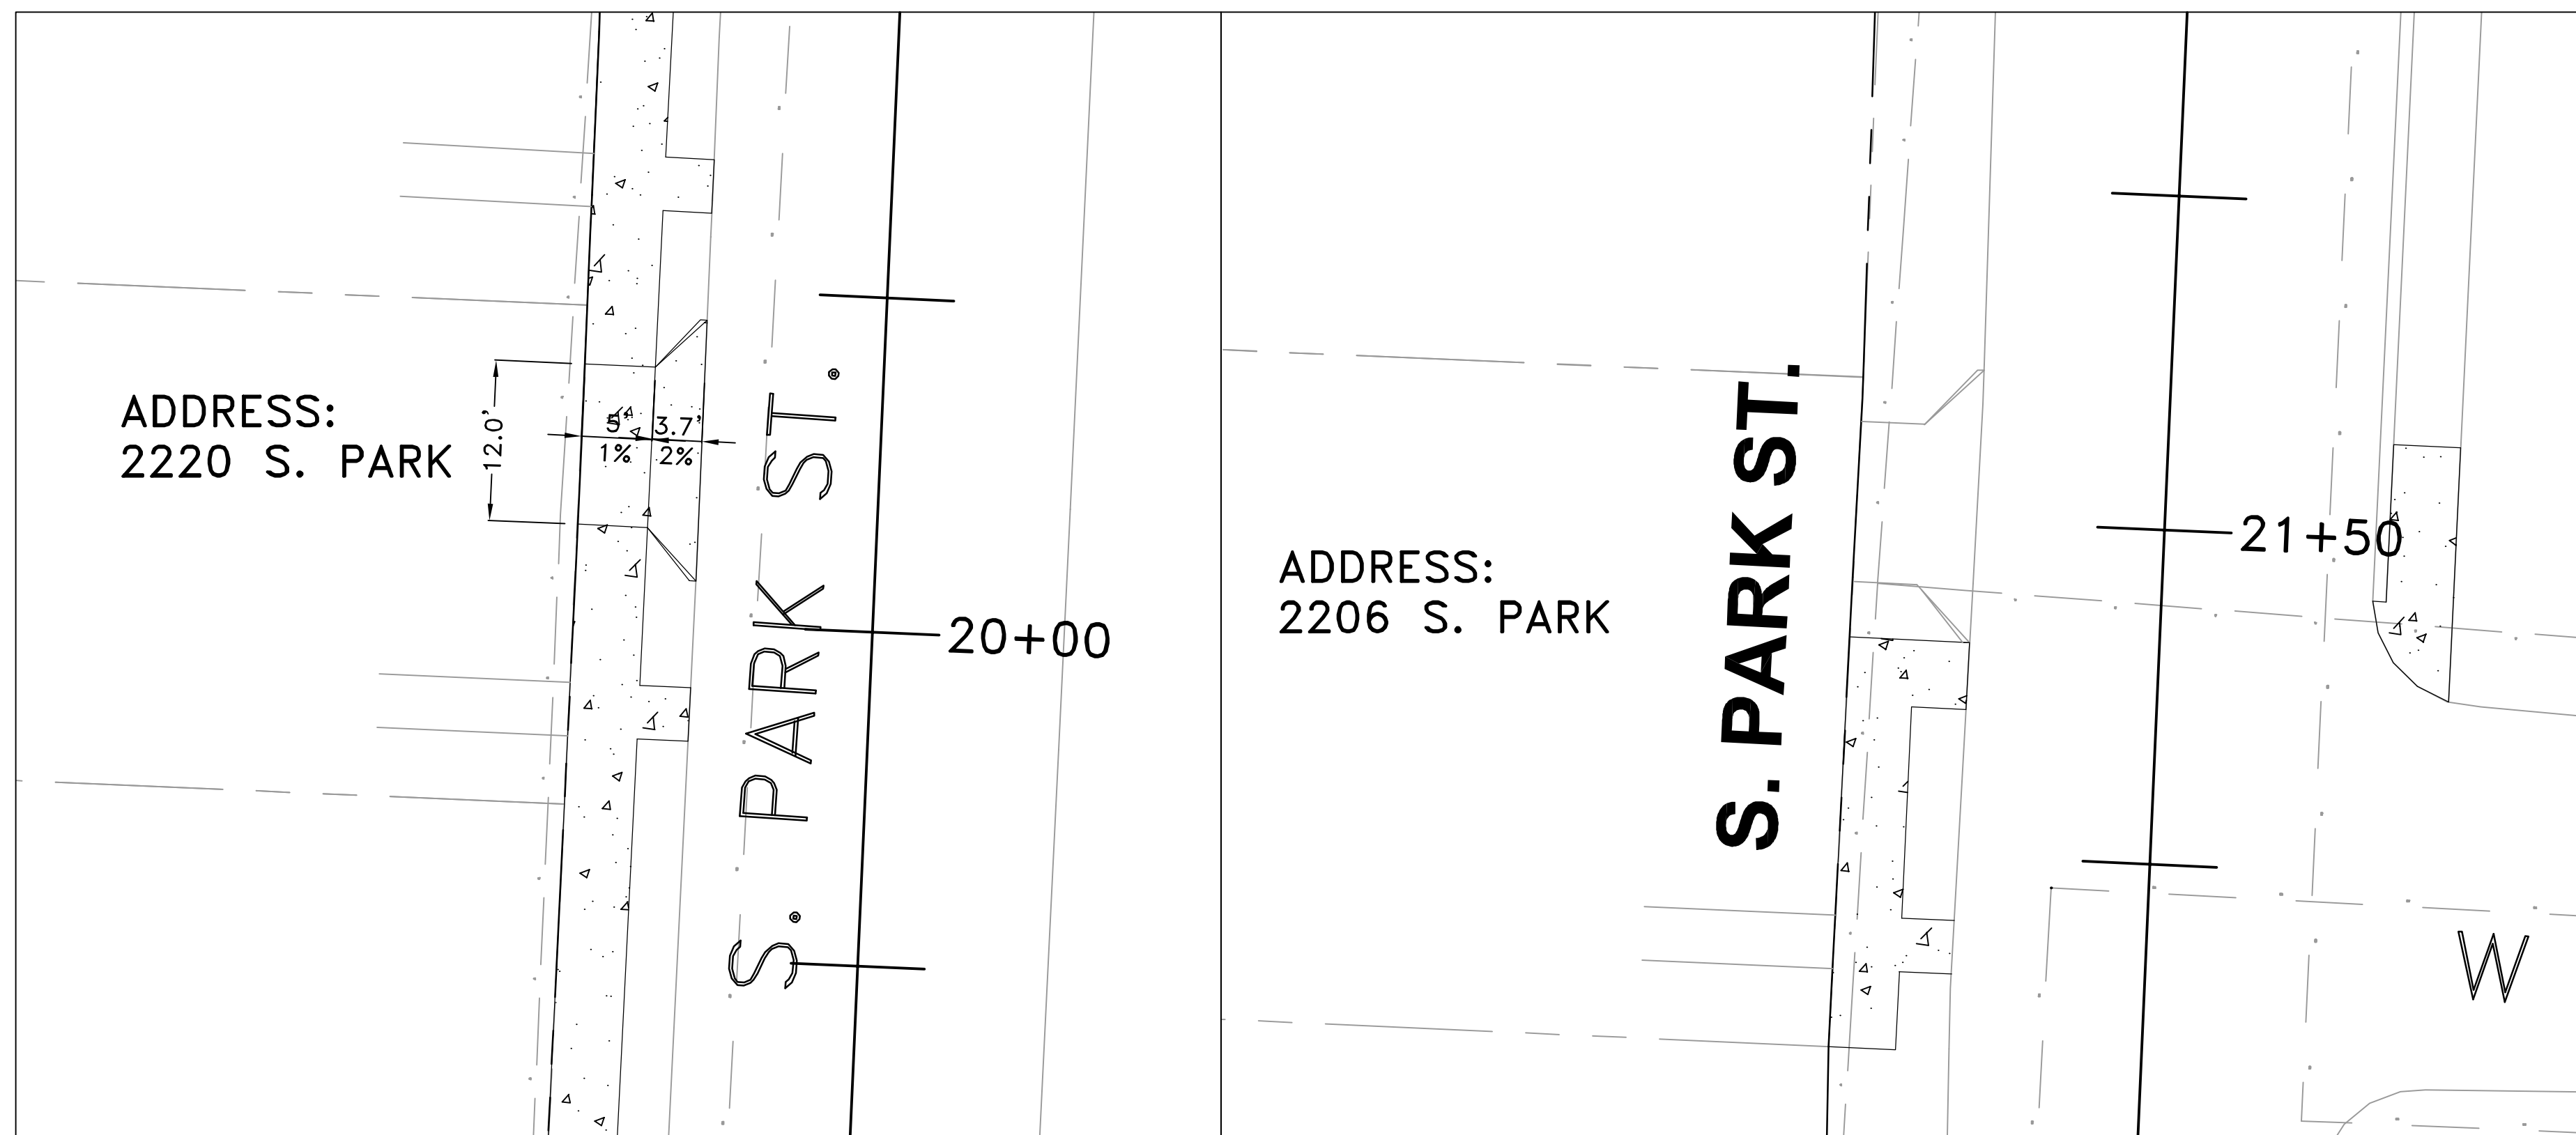 ADDRESS:
2220 S. PARK
12.0'
5' 3.7'
1% 2%
S. PARK ST.
20+00
ADDRESS:
2206 S. PARK
S. PARK ST.
21+50
W